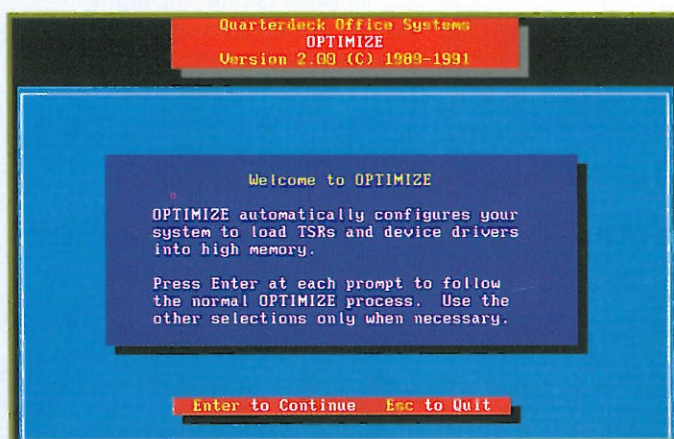 Quarterdeck Office Systems
OPTIMIZE
Version 2.00 (C) 1989-1991
Welcome to OPTIMIZE
OPTIMIZE automatically configures your
system to load TSRs and device drivers
into high memory.
Press Enter at each prompt to follow
the normal OPTIMIZE process.  Use the
other selections only when necessary.
Enter to Continue   Esc to Quit